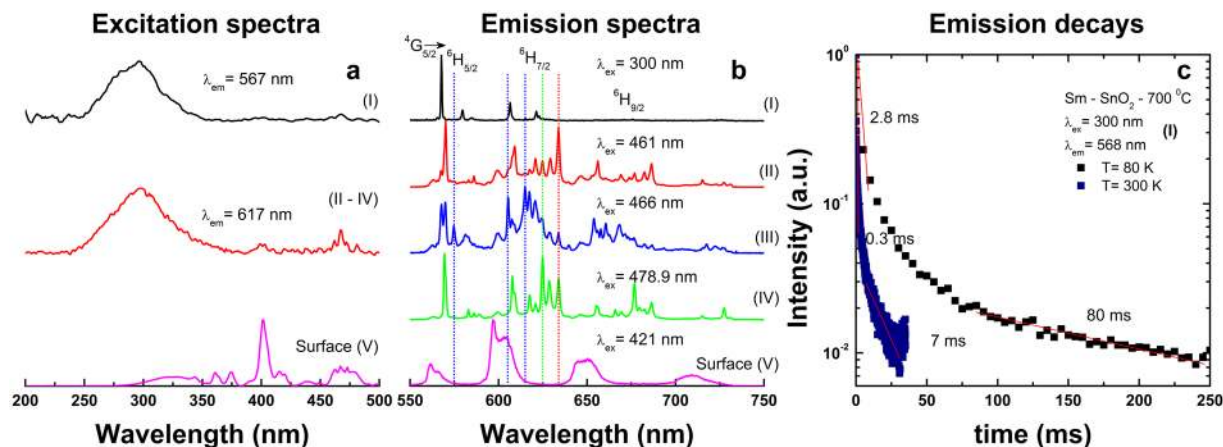 Excitation spectra
a
λem= 567 nm
(I)
λem= 617 nm
(II - IV)
Surface (V)
200 250 300 350 400 450 500
Wavelength (nm)
Emission spectra
4G5/2→
6H5/2
6H7/2
b
λex= 300 nm
6H9/2
(I)
λex= 461 nm
(II)
λex= 466 nm
(III)
λex= 478.9 nm
(IV)
λex= 421 nm
Surface (V)
550 600 650 700 750
Wavelength (nm)
Emission decays
c
Intensity (a.u.)
10^0
10^-1
10^-2
Sm - SnO2 - 700 ⁰C
λex= 300 nm
(I)
λem= 568 nm
T= 80 K
T= 300 K
2.8 ms
0.3 ms
7 ms
80 ms
0 50 100 150 200 250
time (ms)